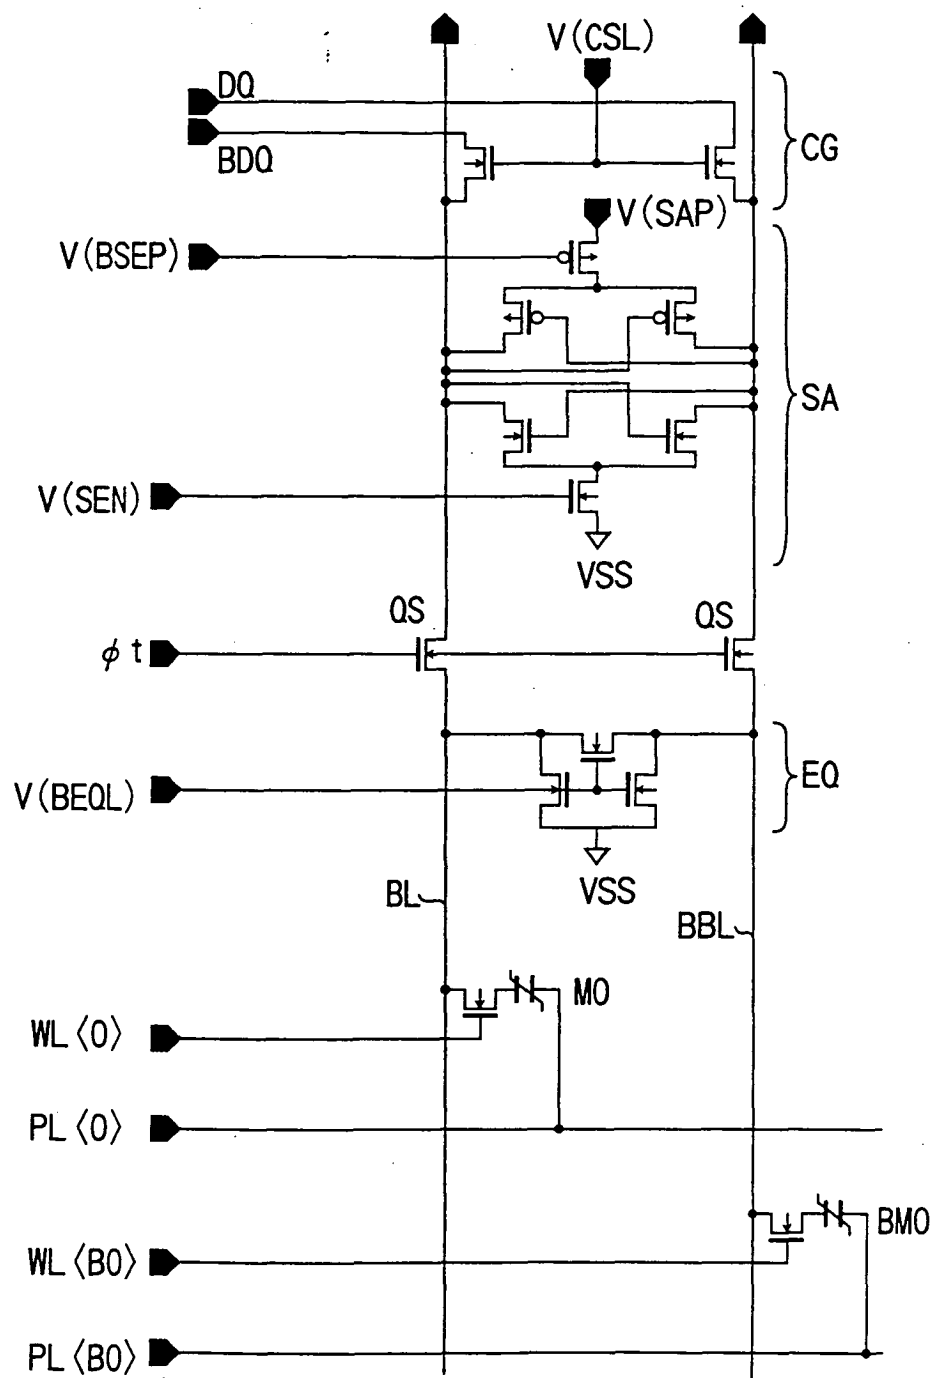 V(CSL)
DQ
BDQ
CG
V(SAP)
V(BSEP)
SA
V(SEN)
VSS
QS
QS
ϕt
EQ
V(BEQL)
VSS
BL
BBL
M0
WL⟨0⟩
PL⟨0⟩
BM0
WL⟨B0⟩
PL⟨B0⟩